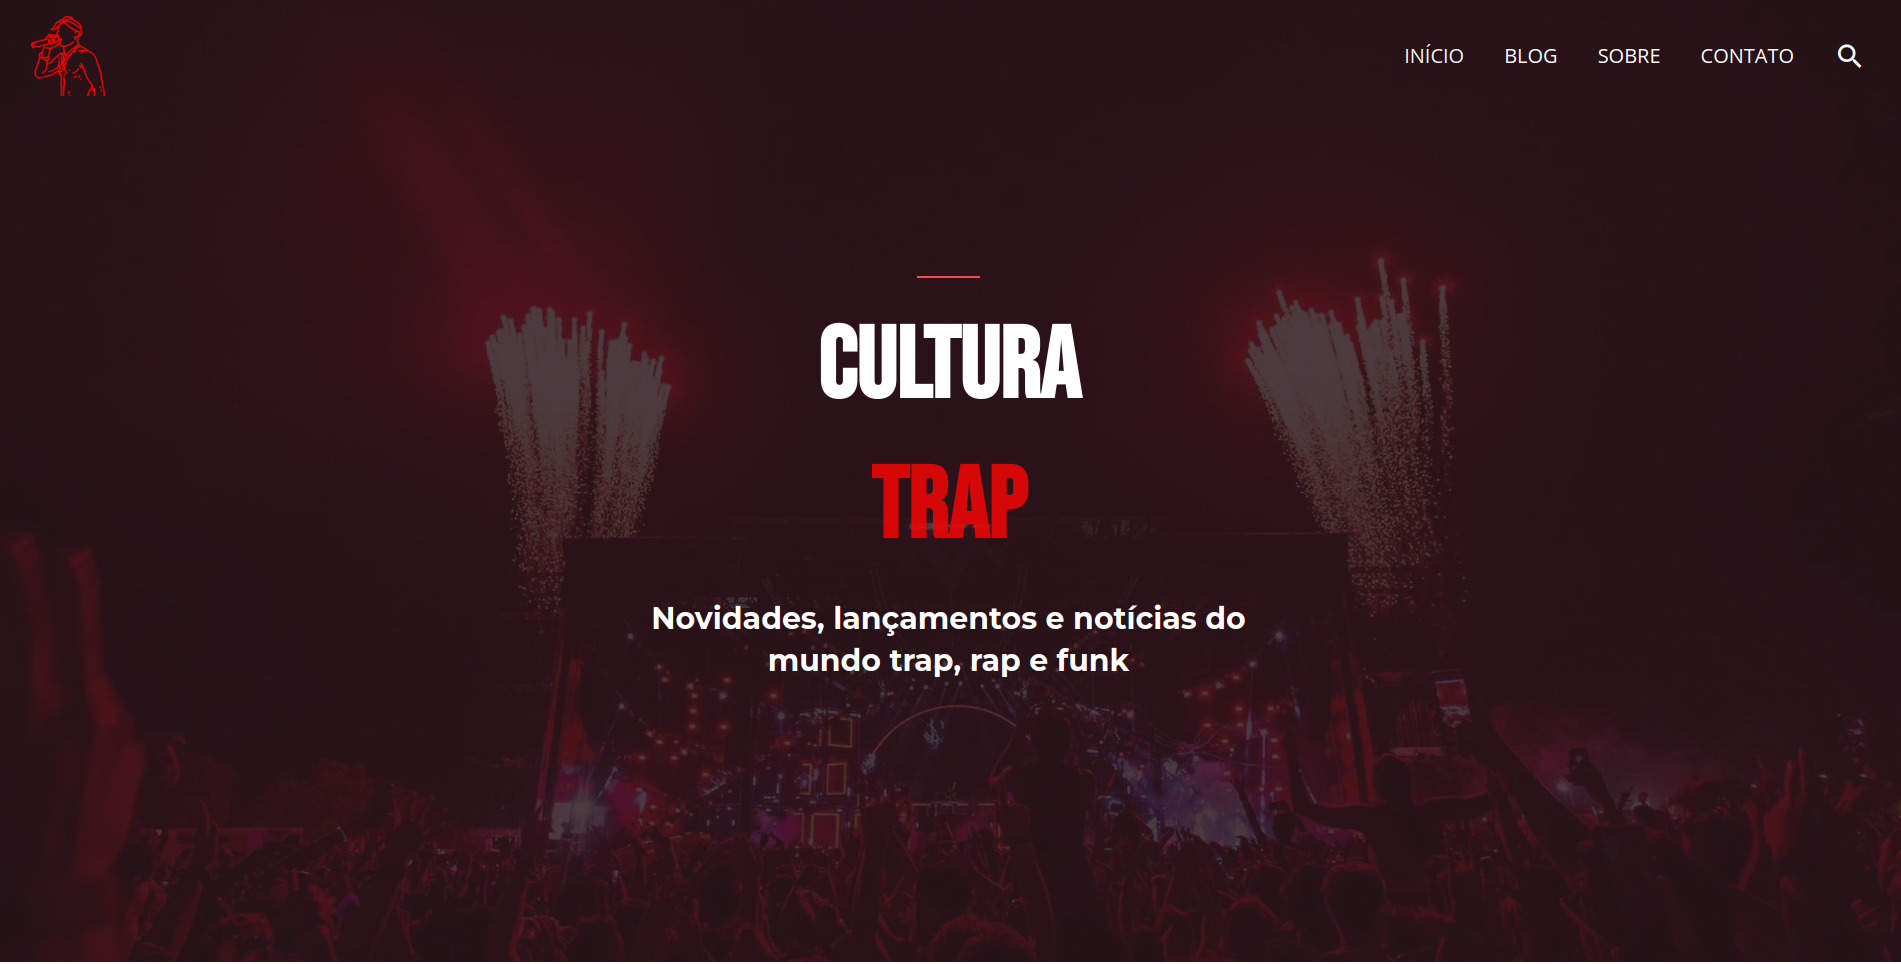 INÍCIO BLOG SOBRE CONTATO
CULTURA
TRAP
Novidades, lançamentos e notícias do
mundo trap, rap e funk